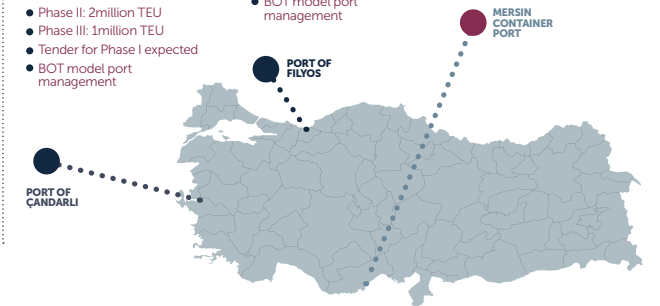 Phase II: 2million TEU
Phase III: 1million TEU
Tender for Phase I expected
BOT model port
management
BOT model port
management
MERSIN
CONTAINER
PORT
PORT OF
FILYOS
PORT OF
ÇANDARLI